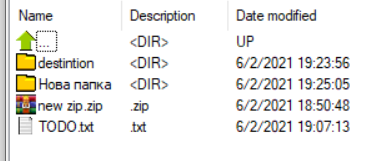 Name Description Date modified
... <DIR> UP
destintion <DIR> 6/2/2021 19:23:56
Нова папка <DIR> 6/2/2021 19:25:05
new zip.zip .zip 6/2/2021 18:50:48
TODO.txt .txt 6/2/2021 19:07:13